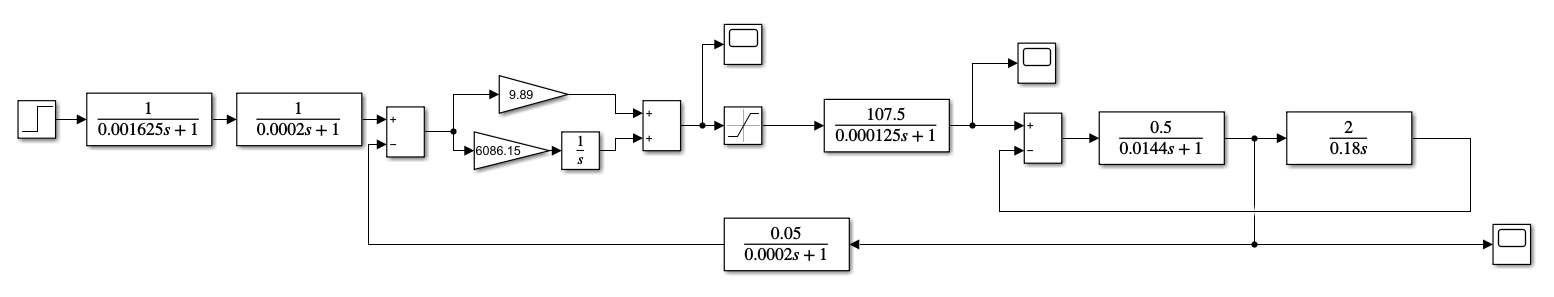 1
0.001625s + 1
1
0.0002s + 1
+
−
9.89
6086.15
1
s
+
+
107.5
0.000125s + 1
+
−
0.5
0.0144s + 1
2
0.18s
0.05
0.0002s + 1